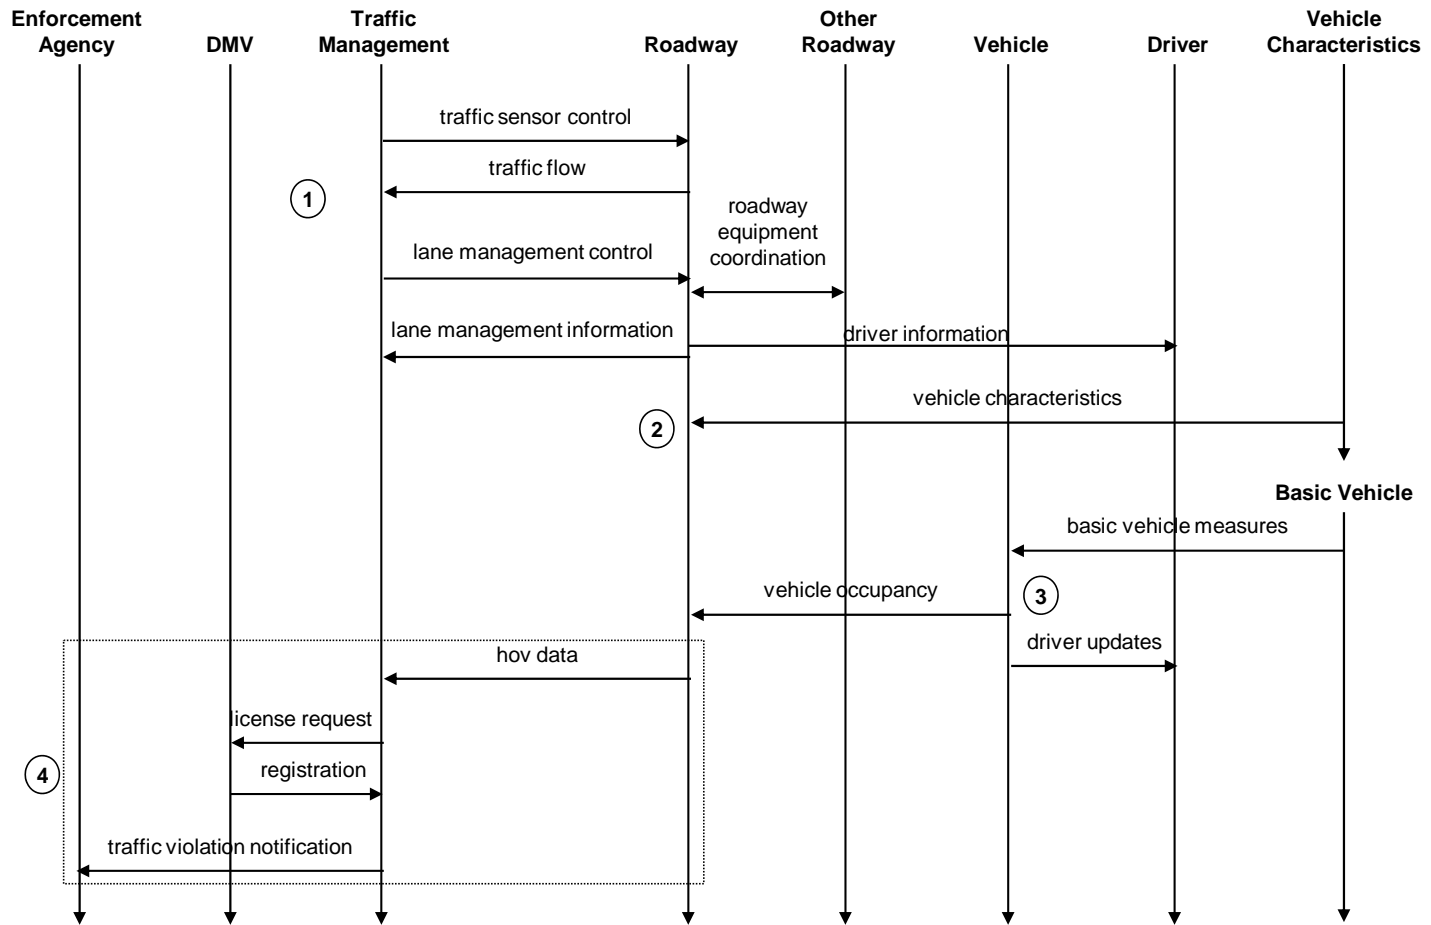 Enforcement
Agency
DMV
Traffic
Management
Roadway
Other
Roadway
Vehicle
Driver
Vehicle
Characteristics
traffic sensor control
traffic flow
1
roadway
equipment
coordination
lane management control
lane management information
driver information
vehicle characteristics
2
Basic Vehicle
basic vehicle measures
vehicle occupancy
3
driver updates
hov data
license request
registration
4
traffic violation notification